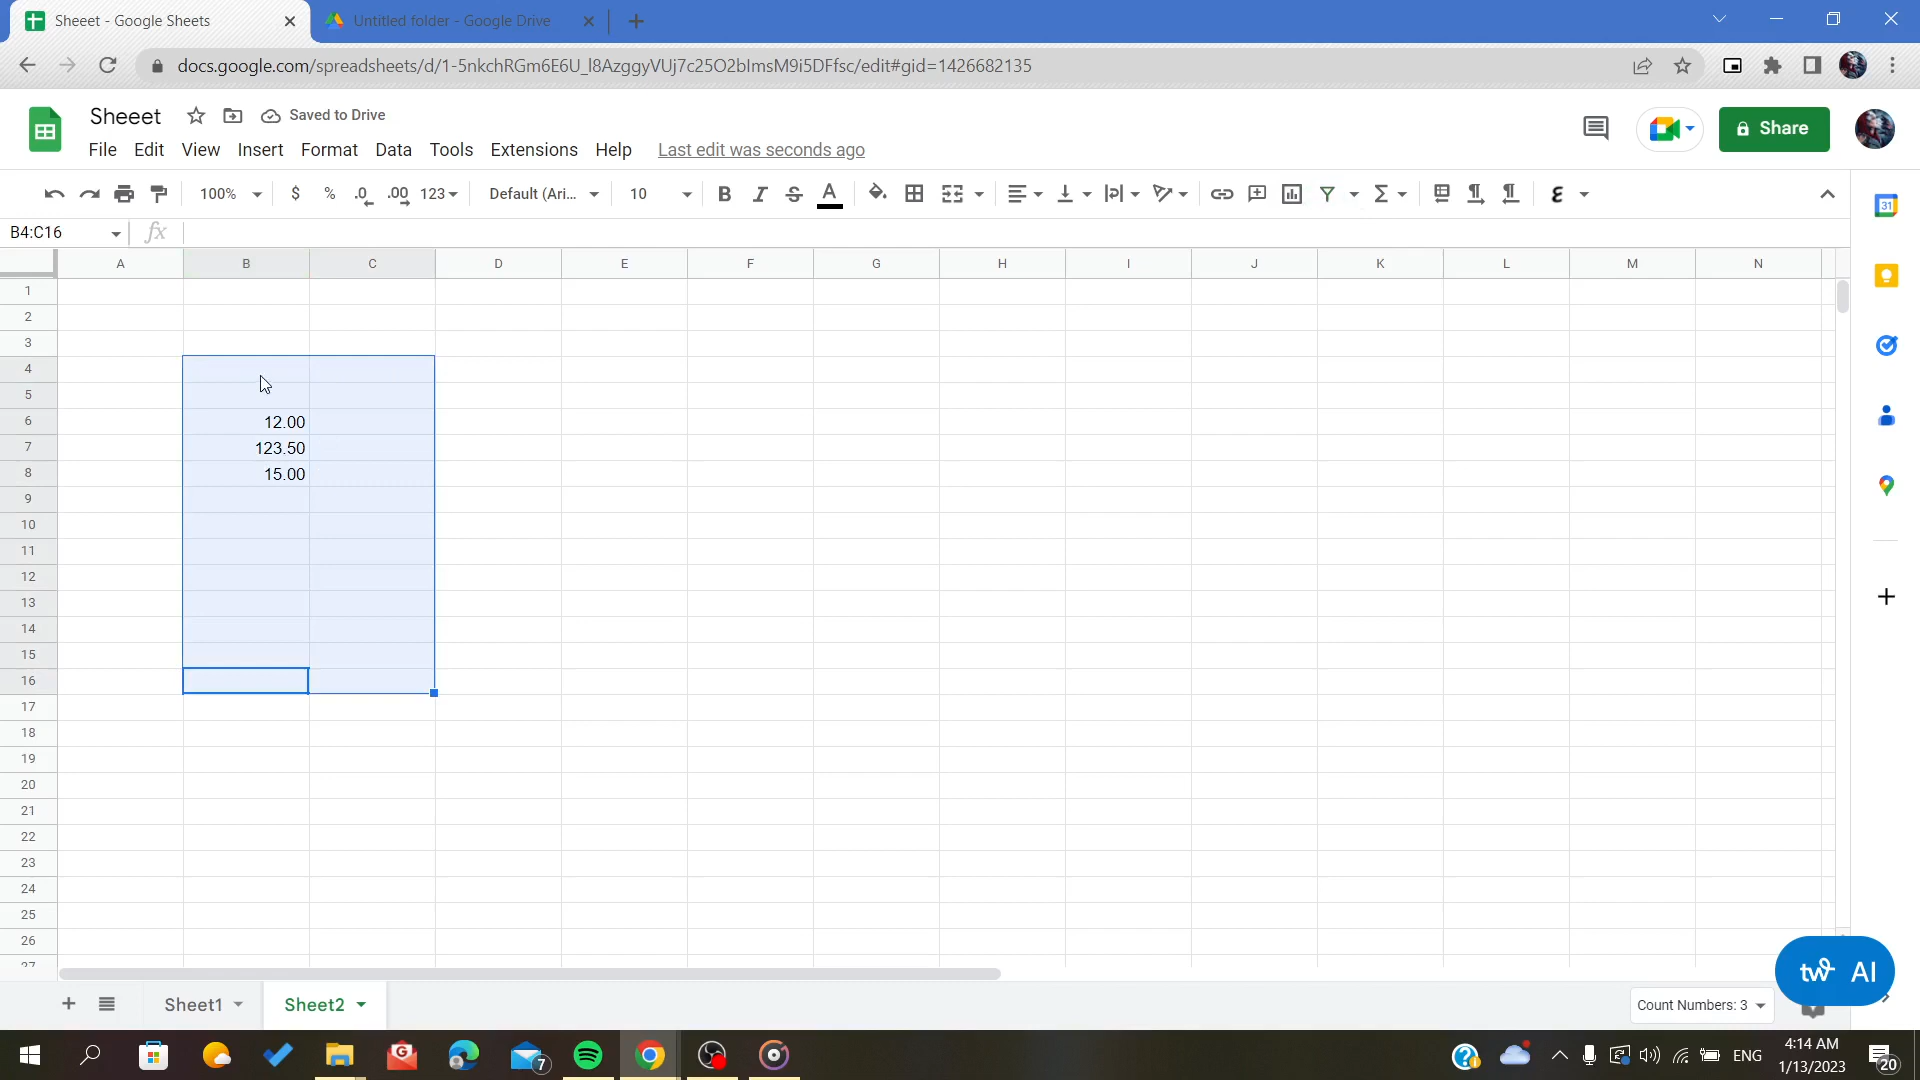 Sheeet - Google Sheets
Untitled folder - Google Drive
docs.google.com/spreadsheets/d/1-5nkchRGm6E6U_l8AzggyVUj7c25O2bImsM9i5DFfsc/edit#gid=1426682135
Sheeet
Saved to Drive
Share
File Edit View Insert Format Data Tools Extensions Help Last edit was seconds ago
100% $ % .0 .00 123 Default (Ari... 10 B I S A Σ ε
31
B4:C16 fx
A B C D E F G H I J K L M N
1
2
3
4
5
6 12.00
7 123.50
8 15.00
9
10
11
12
13
14
15
16
17
18
19
20
21
22
23
24
25
26
27
AI
Sheet1 Sheet2 Count Numbers: 3
7
ENG
4:14 AM
1/13/2023
20